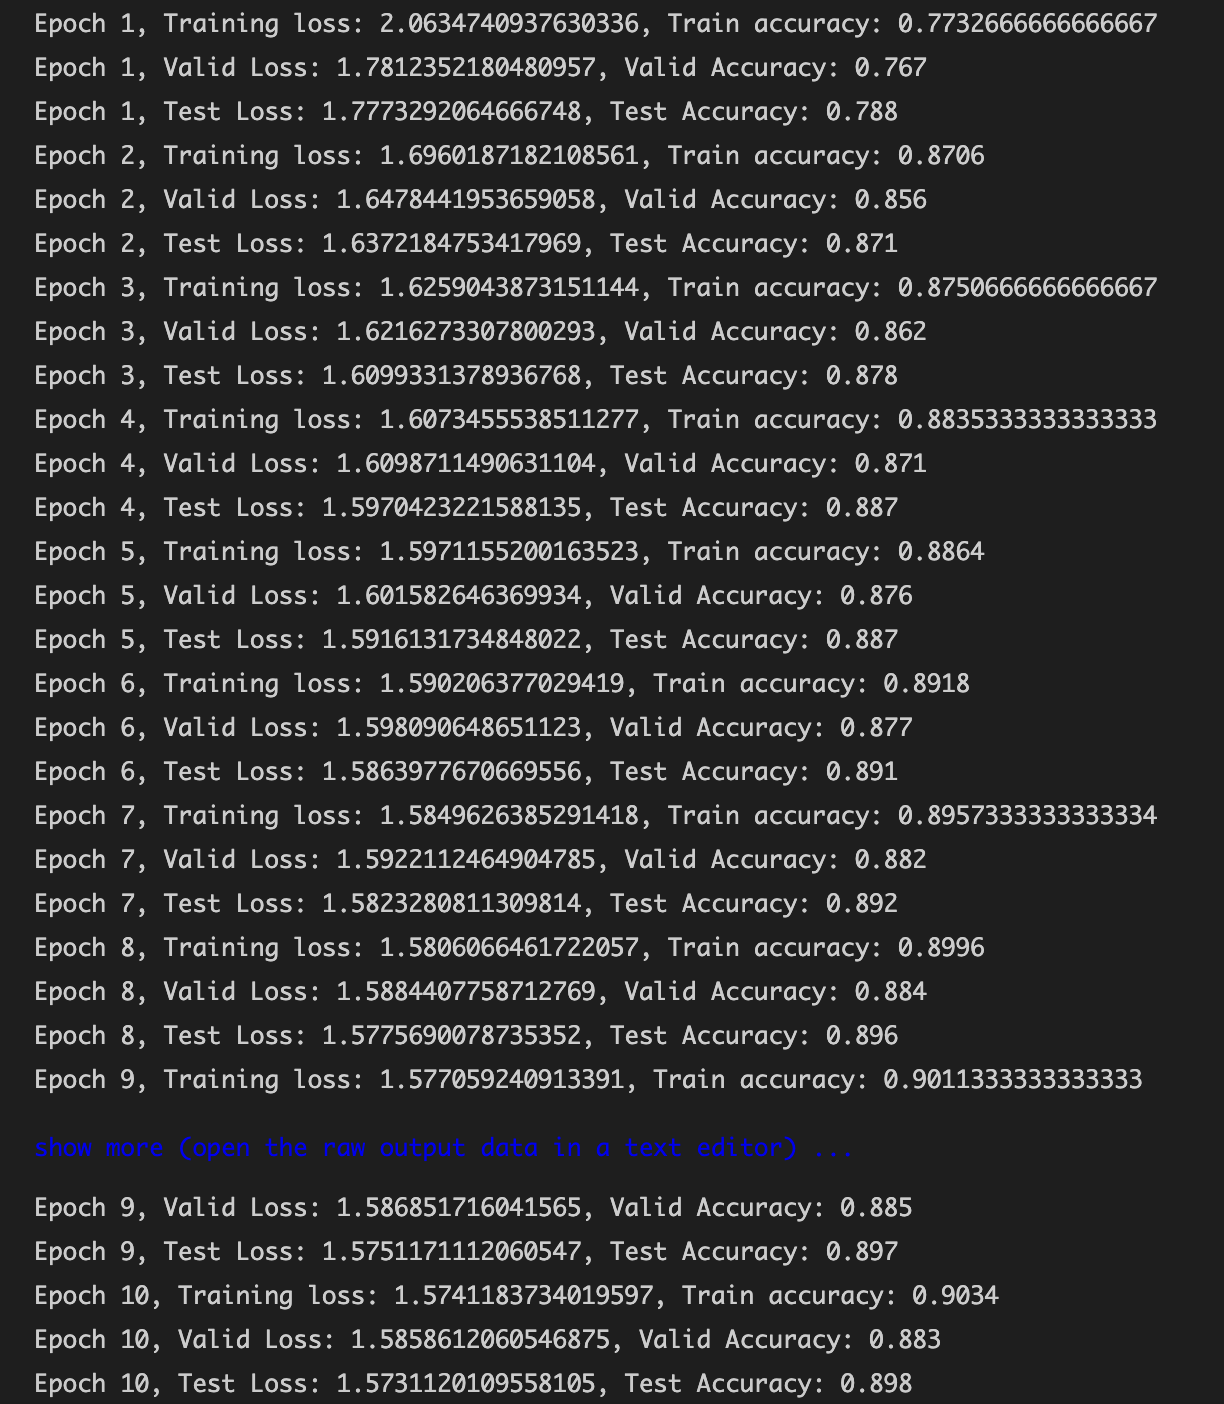 Epoch 1, Training loss: 2.0634740937630336, Train accuracy: 0.7732666666666667
Epoch 1, Valid Loss: 1.7812352180480957, Valid Accuracy: 0.767
Epoch 1, Test Loss: 1.7773292064666748, Test Accuracy: 0.788
Epoch 2, Training loss: 1.6960187182108561, Train accuracy: 0.8706
Epoch 2, Valid Loss: 1.6478441953659058, Valid Accuracy: 0.856
Epoch 2, Test Loss: 1.6372184753417969, Test Accuracy: 0.871
Epoch 3, Training loss: 1.6259043873151144, Train accuracy: 0.8750666666666667
Epoch 3, Valid Loss: 1.6216273307800293, Valid Accuracy: 0.862
Epoch 3, Test Loss: 1.6099331378936768, Test Accuracy: 0.878
Epoch 4, Training loss: 1.6073455538511277, Train accuracy: 0.8835333333333333
Epoch 4, Valid Loss: 1.6098711490631104, Valid Accuracy: 0.871
Epoch 4, Test Loss: 1.5970423221588135, Test Accuracy: 0.887
Epoch 5, Training loss: 1.5971155200163523, Train accuracy: 0.8864
Epoch 5, Valid Loss: 1.601582646369934, Valid Accuracy: 0.876
Epoch 5, Test Loss: 1.5916131734848022, Test Accuracy: 0.887
Epoch 6, Training loss: 1.590206377029419, Train accuracy: 0.8918
Epoch 6, Valid Loss: 1.598090648651123, Valid Accuracy: 0.877
Epoch 6, Test Loss: 1.5863977670669556, Test Accuracy: 0.891
Epoch 7, Training loss: 1.5849626385291418, Train accuracy: 0.8957333333333334
Epoch 7, Valid Loss: 1.5922112464904785, Valid Accuracy: 0.882
Epoch 7, Test Loss: 1.5823280811309814, Test Accuracy: 0.892
Epoch 8, Training loss: 1.5806066461722057, Train accuracy: 0.8996
Epoch 8, Valid Loss: 1.5884407758712769, Valid Accuracy: 0.884
Epoch 8, Test Loss: 1.5775690078735352, Test Accuracy: 0.896
Epoch 9, Training loss: 1.577059240913391, Train accuracy: 0.9011333333333333
show more (open the raw output data in a text editor) ...
Epoch 9, Valid Loss: 1.586851716041565, Valid Accuracy: 0.885
Epoch 9, Test Loss: 1.5751171112060547, Test Accuracy: 0.897
Epoch 10, Training loss: 1.5741183734019597, Train accuracy: 0.9034
Epoch 10, Valid Loss: 1.5858612060546875, Valid Accuracy: 0.883
Epoch 10, Test Loss: 1.5731120109558105, Test Accuracy: 0.898